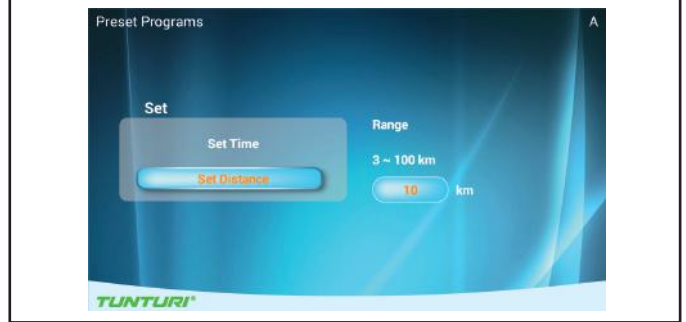 Preset Programs
A
Set
Set Time
Set Distance
Range
3 ~ 100 km
10 km
TUNTURI®